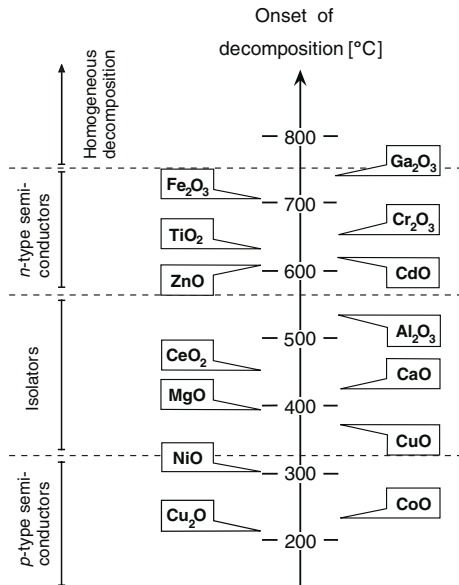 Onset of
decomposition [°C]
Homogeneous
decomposition
800
Ga₂O₃
Fe₂O₃
700
n-type semi-
conductors
Cr₂O₃
TiO₂
600
CdO
ZnO
Isolators
500
Al₂O₃
CeO₂
CaO
MgO
400
CuO
NiO
300
p-type semi-
conductors
Cu₂O
CoO
200